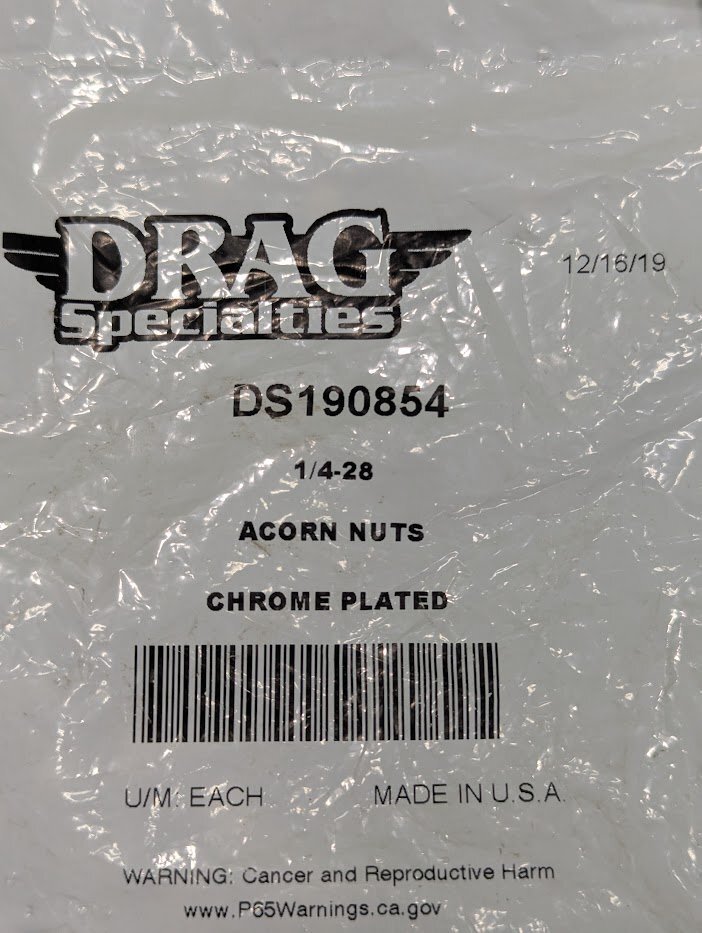 DRAG
Specialties
12/16/19
DS190854
1/4-28
ACORN NUTS
CHROME PLATED
U/M: EACH MADE IN U.S.A.
WARNING: Cancer and Reproductive Harm
www.P65Warnings.ca.gov